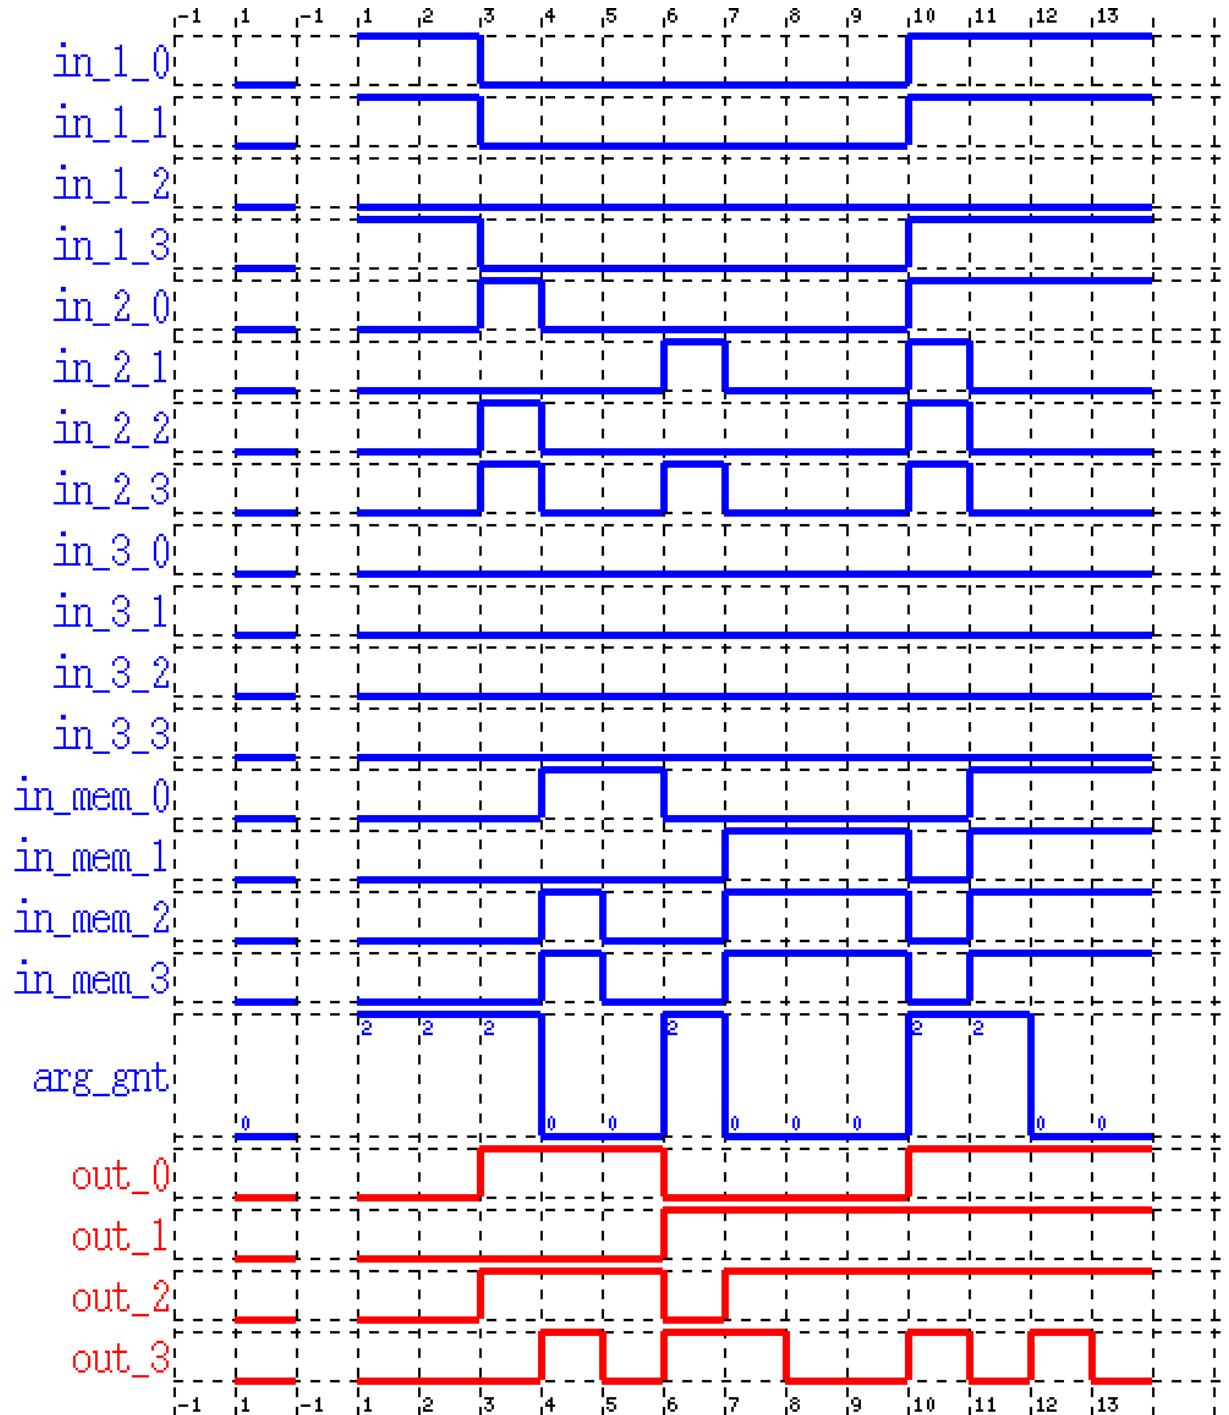 -1 1 -1 1 2 3 4 5 6 7 8 9 10 11 12 13
in_1_0
in_1_1
in_1_2
in_1_3
in_2_0
in_2_1
in_2_2
in_2_3
in_3_0
in_3_1
in_3_2
in_3_3
in_mem_0
in_mem_1
in_mem_2
in_mem_3
2 2 2 2 2 2
arg_gnt
0 0 0 0 0 0 0 0
out_0
out_1
out_2
out_3
-1 1 -1 1 2 3 4 5 6 7 8 9 10 11 12 13